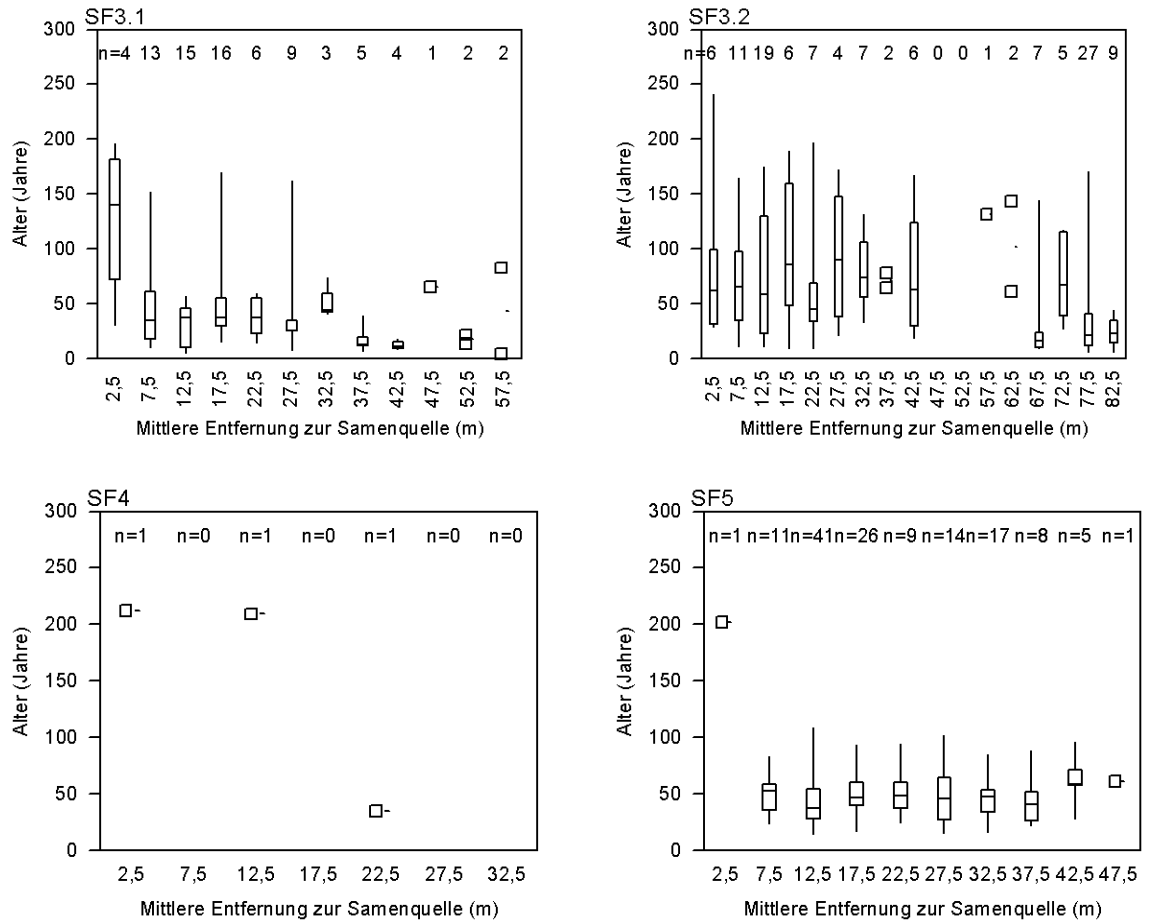 SF3.1
300
n=4 13 15 16 6 9 3 5 4 1 2 2
250
200
150
100
50
0
Alter (Jahre)
2,5 7,5 12,5 17,5 22,5 27,5 32,5 37,5 42,5 47,5 52,5 57,5
Mittlere Entfernung zur Samenquelle (m)
SF3.2
300
n=6 11 19 6 7 4 7 2 6 0 0 1 2 7 5 27 9
250
200
150
100
50
0
Alter (Jahre)
2,5 7,5 12,5 17,5 22,5 27,5 32,5 37,5 42,5 47,5 52,5 57,5 62,5 67,5 72,5 77,5 82,5
Mittlere Entfernung zur Samenquelle (m)
SF4
300
n=1 n=0 n=1 n=0 n=1 n=0 n=0
250
200
150
100
50
0
Alter (Jahre)
2,5 7,5 12,5 17,5 22,5 27,5 32,5
Mittlere Entfernung zur Samenquelle (m)
SF5
300
n=1 n=11 n=41 n=26 n=9 n=14 n=17 n=8 n=5 n=1
250
200
150
100
50
0
Alter (Jahre)
2,5 7,5 12,5 17,5 22,5 27,5 32,5 37,5 42,5 47,5
Mittlere Entfernung zur Samenquelle (m)